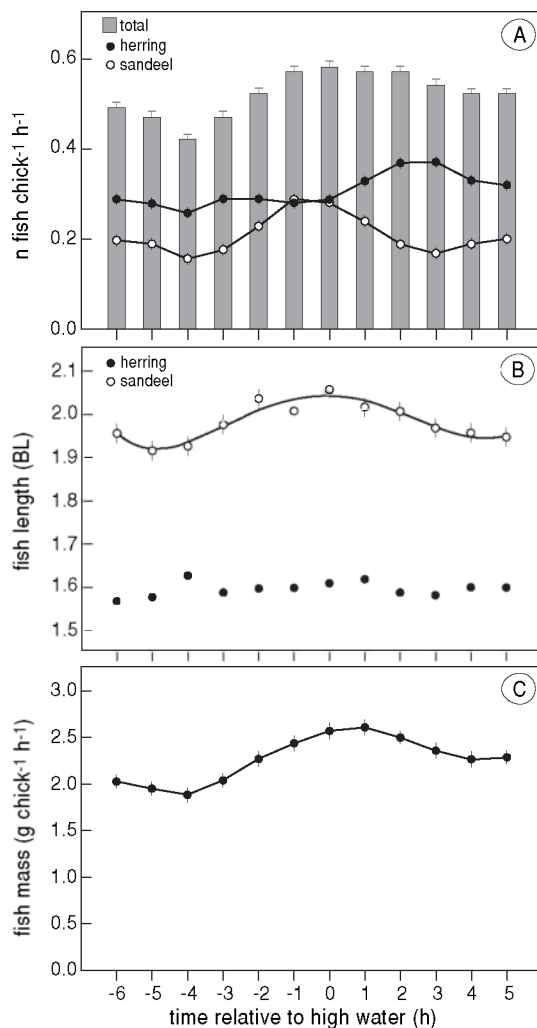 total
herring
sandeel
A
0.6
0.4
0.2
0.0
n fish chick-1 h-1
herring
sandeel
B
2.1
2.0
1.9
1.8
1.7
1.6
1.5
fish length (BL)
C
3.0
2.5
2.0
1.5
1.0
0.5
0.0
fish mass (g chick-1 h-1)
-6 -5 -4 -3 -2 -1 0 1 2 3 4 5
time relative to high water (h)